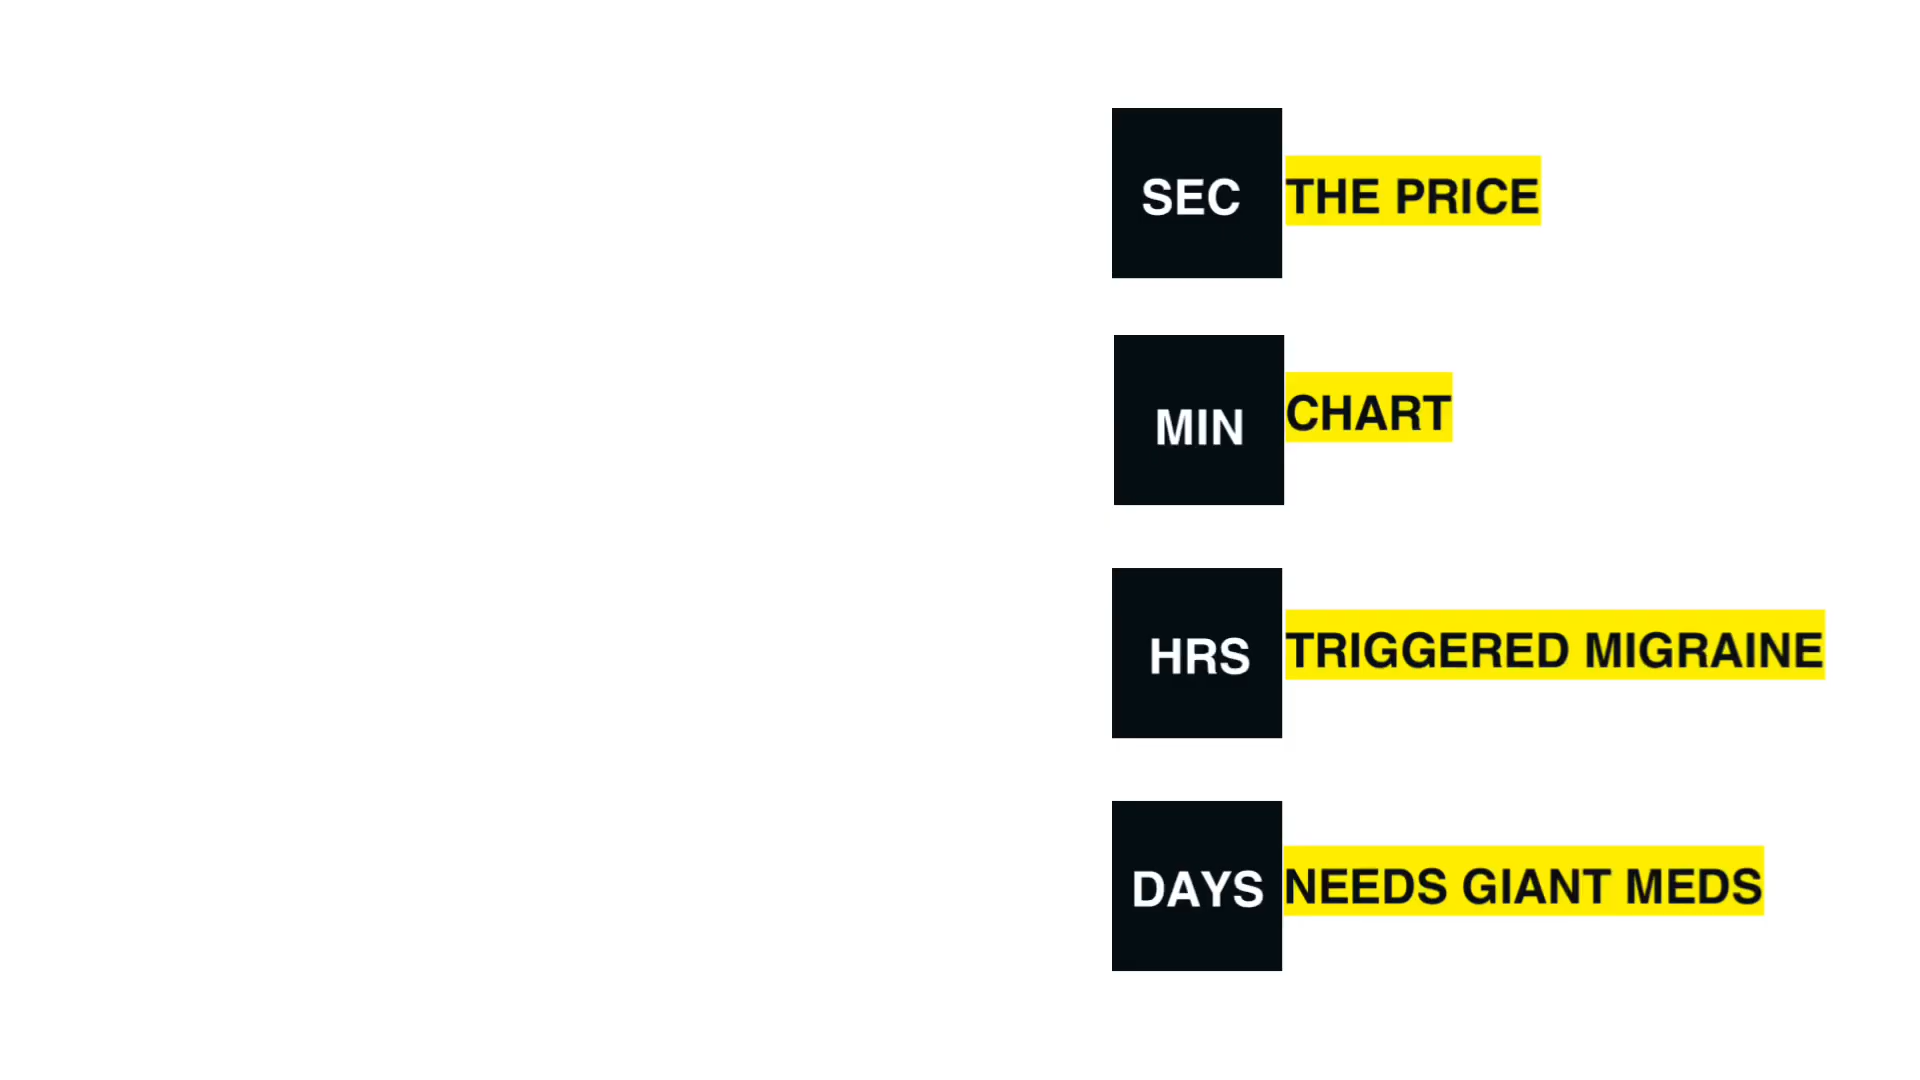 SEC THE PRICE
MIN CHART
HRS TRIGGERED MIGRAINE
DAYS NEEDS GIANT MEDS